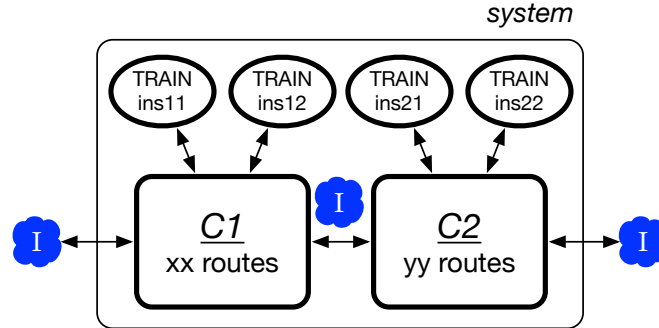 system
TRAIN
ins11
TRAIN
ins12
TRAIN
ins21
TRAIN
ins22
I
C1
xx routes
I
C2
yy routes
I